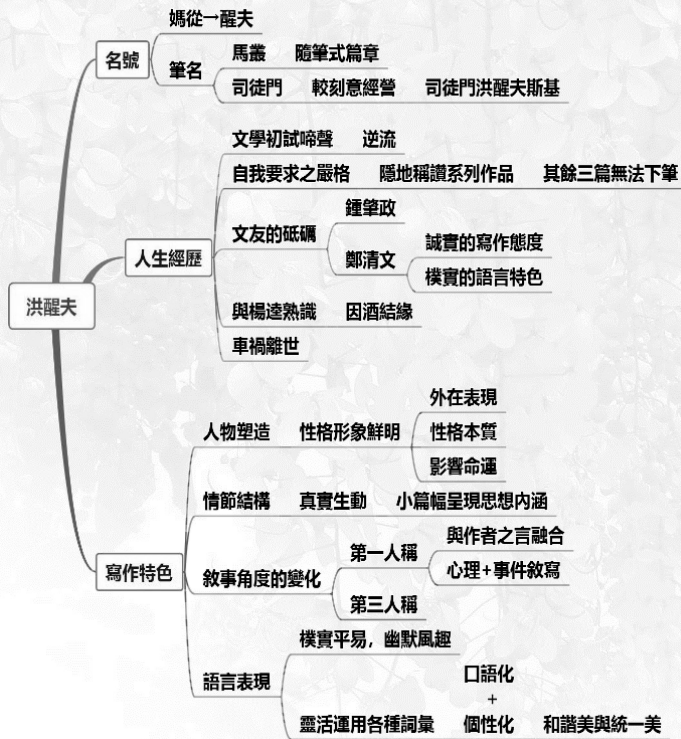 洪醒夫
名號
媽從→醒夫
筆名
馬叢 隨筆式篇章
司徒門 較刻意經營 司徒門洪醒夫斯基
人生經歷
文學初試啼聲 逆流
自我要求之嚴格 隱地稱讚系列作品 其餘三篇無法下筆
文友的砥礪
鍾肇政
鄭清文
誠實的寫作態度
樸實的語言特色
與楊逵熟識 因酒結緣
車禍離世
寫作特色
人物塑造 性格形象鮮明
外在表現
性格本質
影響命運
情節結構 真實生動 小篇幅呈現思想內涵
敘事角度的變化
第一人稱
與作者之言融合
心理+事件敘寫
第三人稱
語言表現
樸實平易，幽默風趣
靈活運用各種詞彙
口語化
+
個性化
和諧美與統一美